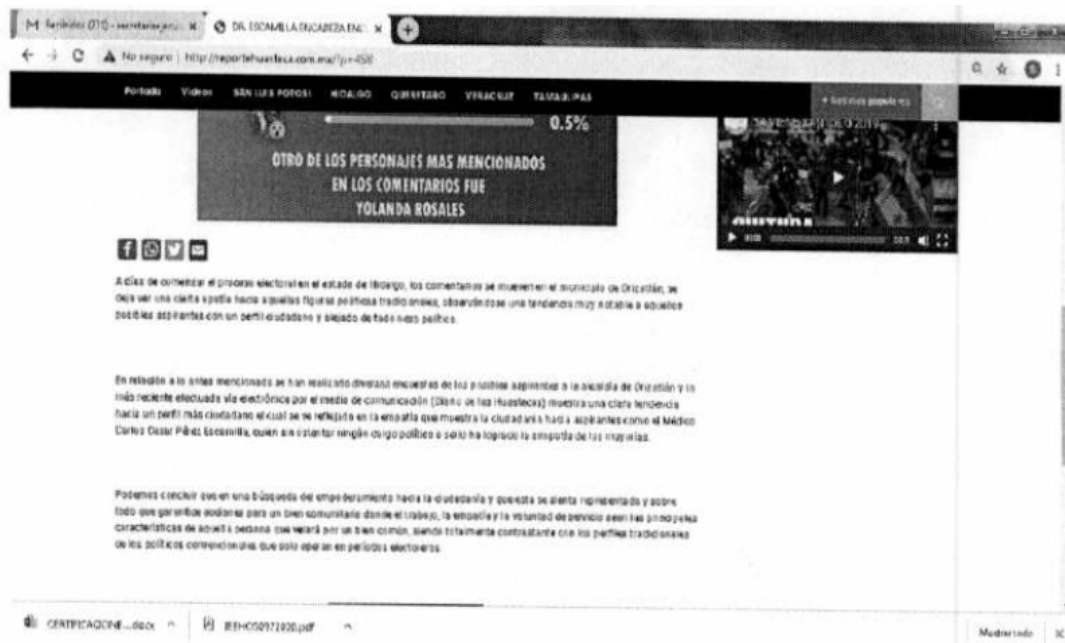 DR. ESCAMILLA ENCABEZA ENC
No seguro | http://reportehuasteca.com.mx/?p=458
Portada Videos SAN LUIS POTOSI HIDALGO QUERETARO VERACRUZ TAMAULIPAS
0.5%
OTRO DE LOS PERSONAJES MAS MENCIONADOS
EN LOS COMENTARIOS FUE
YOLANDA ROSALES
A días de comenzar el proceso electoral en el estado de Hidalgo, los comentarios se mueven en el municipio de Orizatlán, se
deja ver una cierta apatía hacia aquellas figuras políticas tradicionales, observándose una tendencia muy notable a aquellos
posibles aspirantes con un perfil ciudadano y alejado de todo nexo político.
En relación a lo antes mencionado se han realizado diversas encuestas de los posibles aspirantes a la alcaldía de Orizatlán y la
más reciente efectuada vía electrónica por el medio de comunicación (Diario de las Huastecas) muestra una clara tendencia
hacia un perfil más ciudadano el cual se ve reflejado en la empatía que muestra la ciudadanía hacia aspirantes como el Médico
Carlos Cesar Pérez Escamilla, quien sin ostentar ningún cargo político a serio ha logrado la simpatía de las mayorías.
Podemos concluir que en una búsqueda del empoderamiento hacia la ciudadanía y que esta se sienta representada y sobre
todo que garantice acciones para un bien comunitario donde el trabajo, la empatía y la voluntad de servicio sean las principales
características de aquella persona que velará por un bien común, siendo totalmente contrastante con los perfiles tradicionales
de los políticos convencionales que solo operan en periodos electoreros.
CERTIFICACIONE....docx
IEEHOS0972020.pdf
Mostrar todo